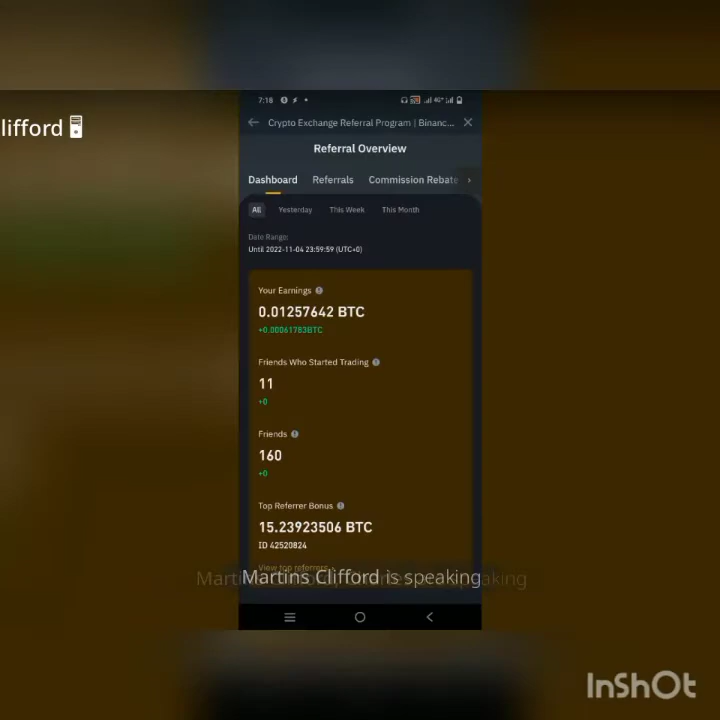 lifford
7:18
Crypto Exchange Referral Program | Binanc...
Referral Overview
Dashboard Referrals Commission Rebate
All Yesterday This Week This Month
Date Range:
Until 2022-11-04 23:59:59 (UTC+0)
Your Earnings
0.01257642 BTC
+0.00061783BTC
Friends Who Started Trading
11
+0
Friends
160
+0
Top Referrer Bonus
15.23923506 BTC
ID 42520824
View top referrers
Martins Clifford is speaking
InShOt